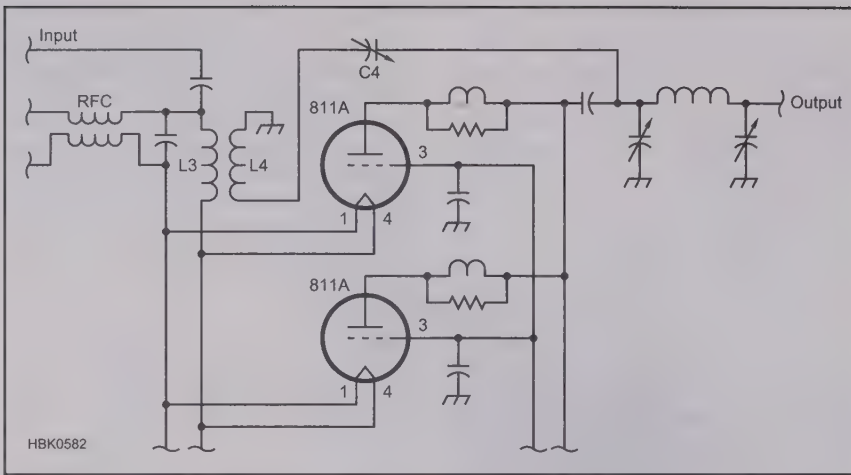 Input
C4
RFC
811A
Output
L3
L4
3
1
4
811A
3
1
4
HBK0582